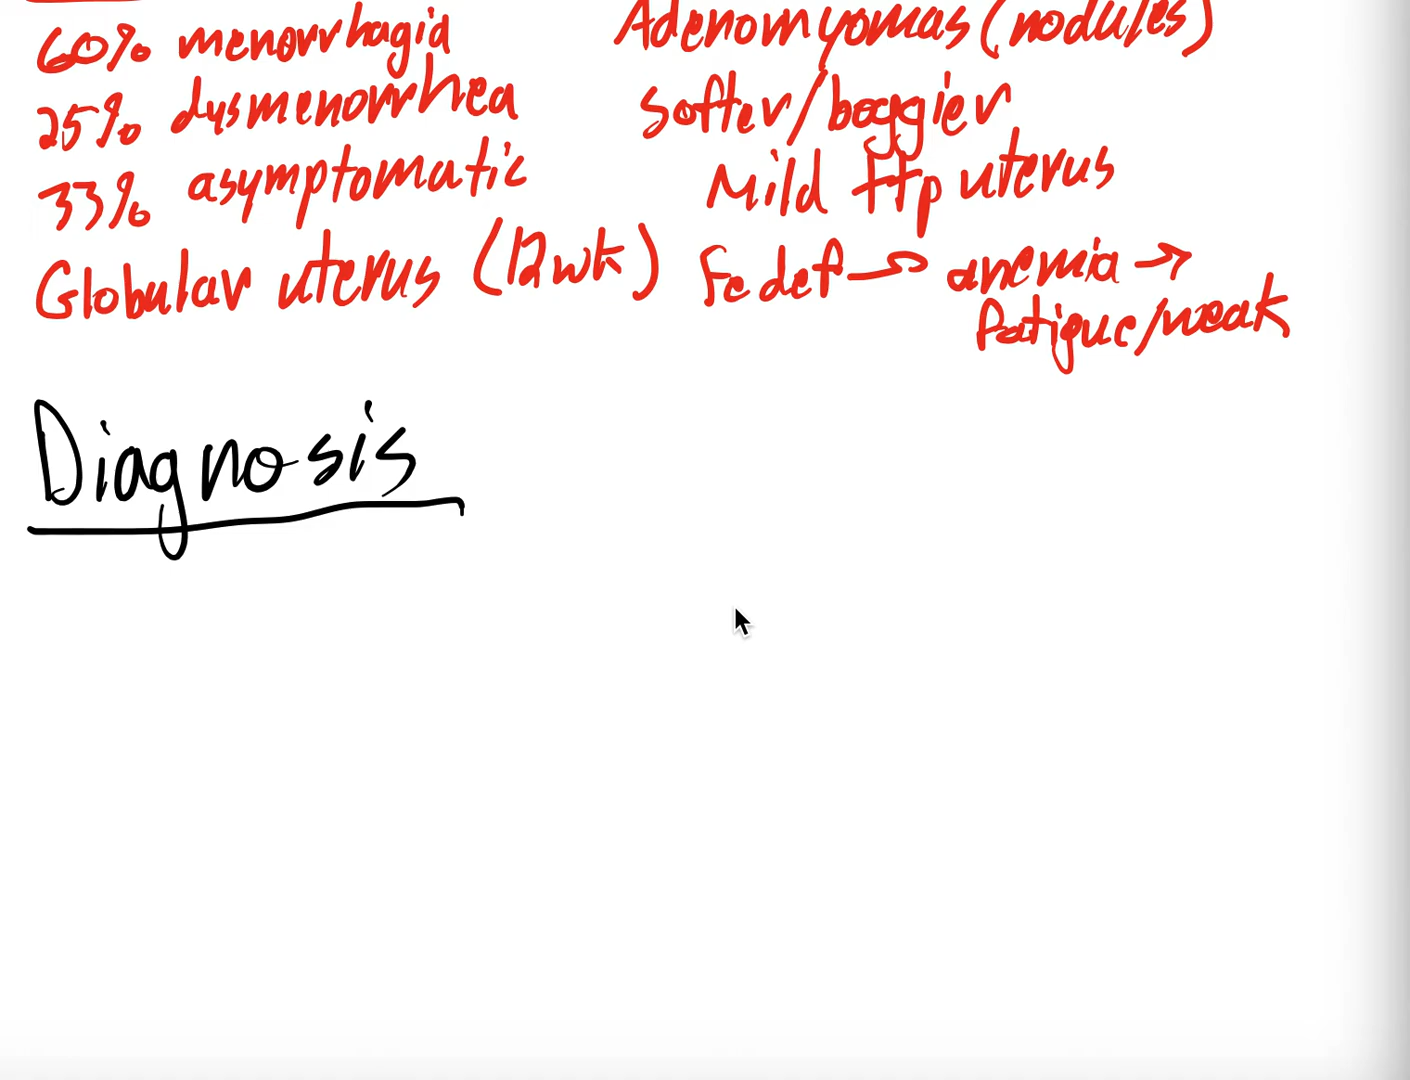 60% menorrhagia
25% dysmenorrhea
33% asymptomatic
Globular uterus (12wk)
Adenomyomas (nodules)
Softer/boggier
Mild ttp uterus
Fe def → anemia →
fatigue/weak
Diagnosis